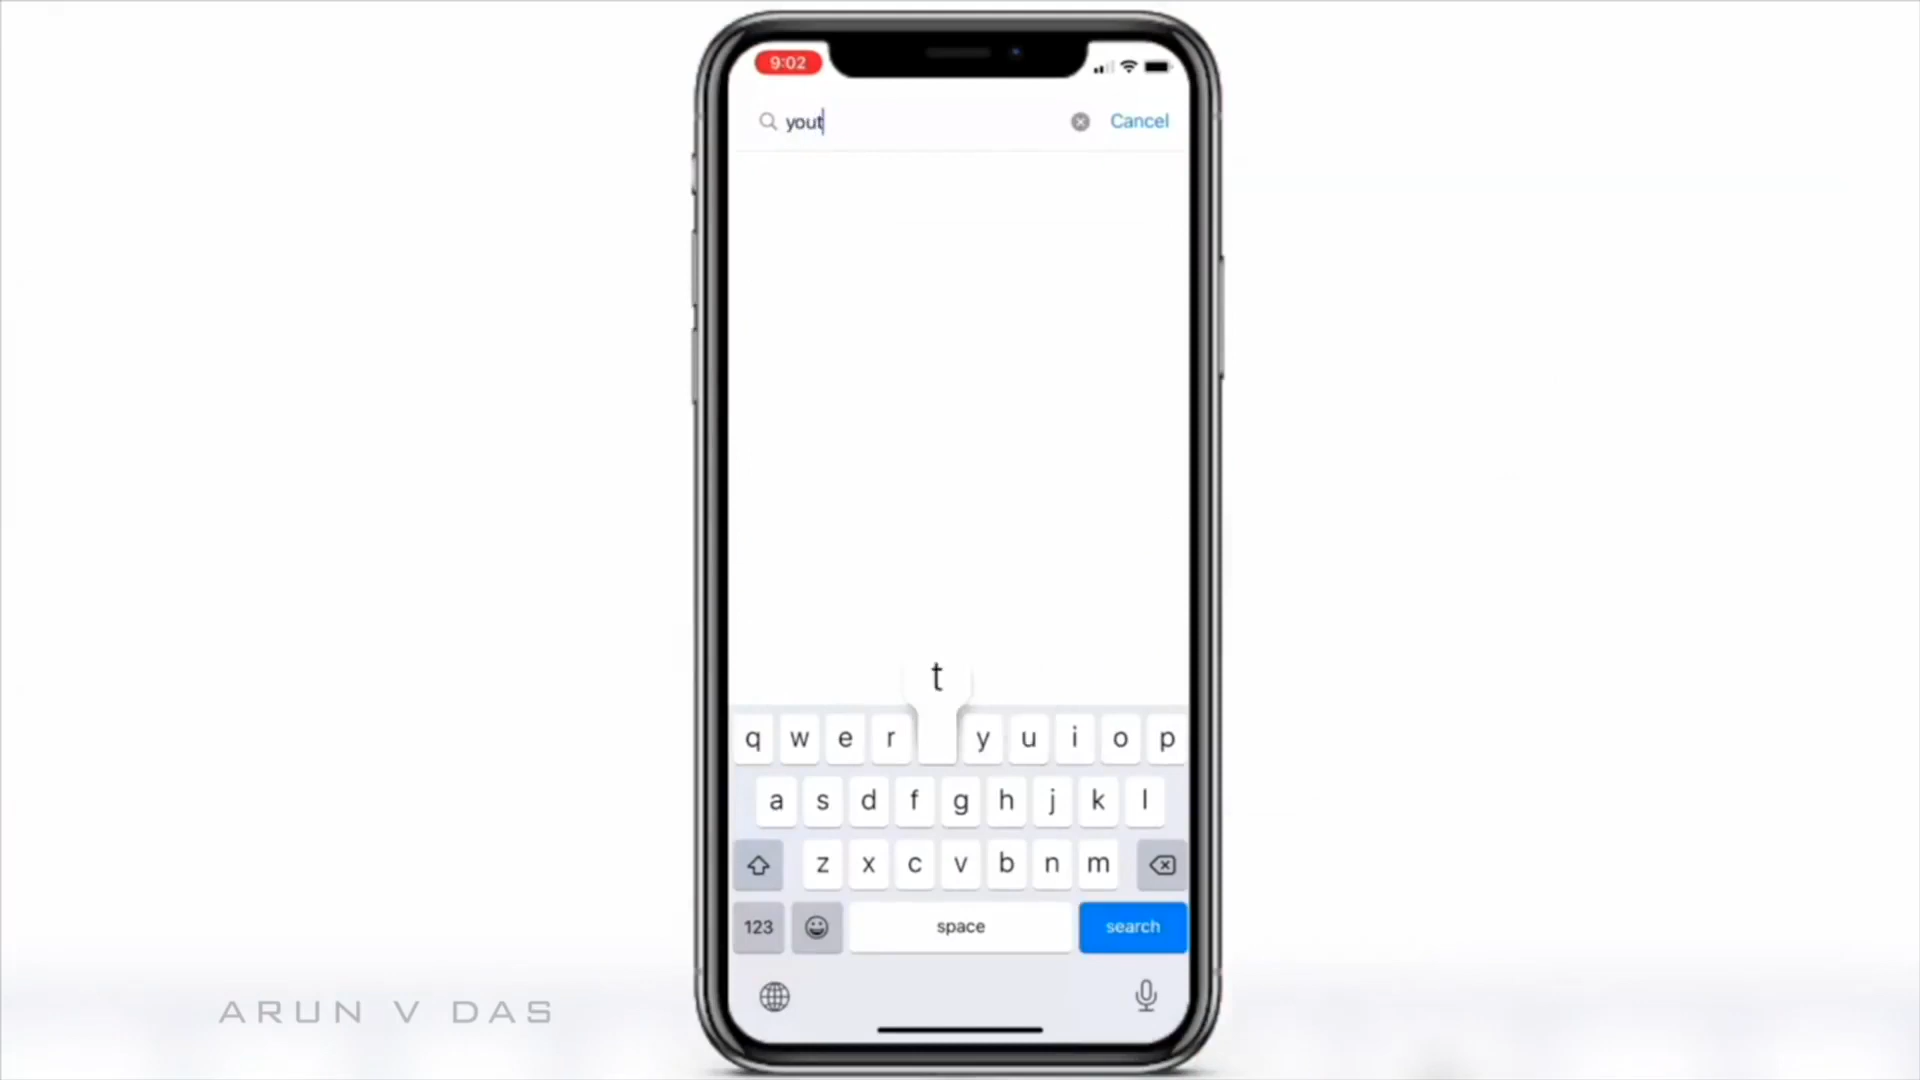 9:02
yout
Cancel
t
q w e r y u i o p
a s d f g h j k l
z x c v b n m
123 space search
ARUN V DAS